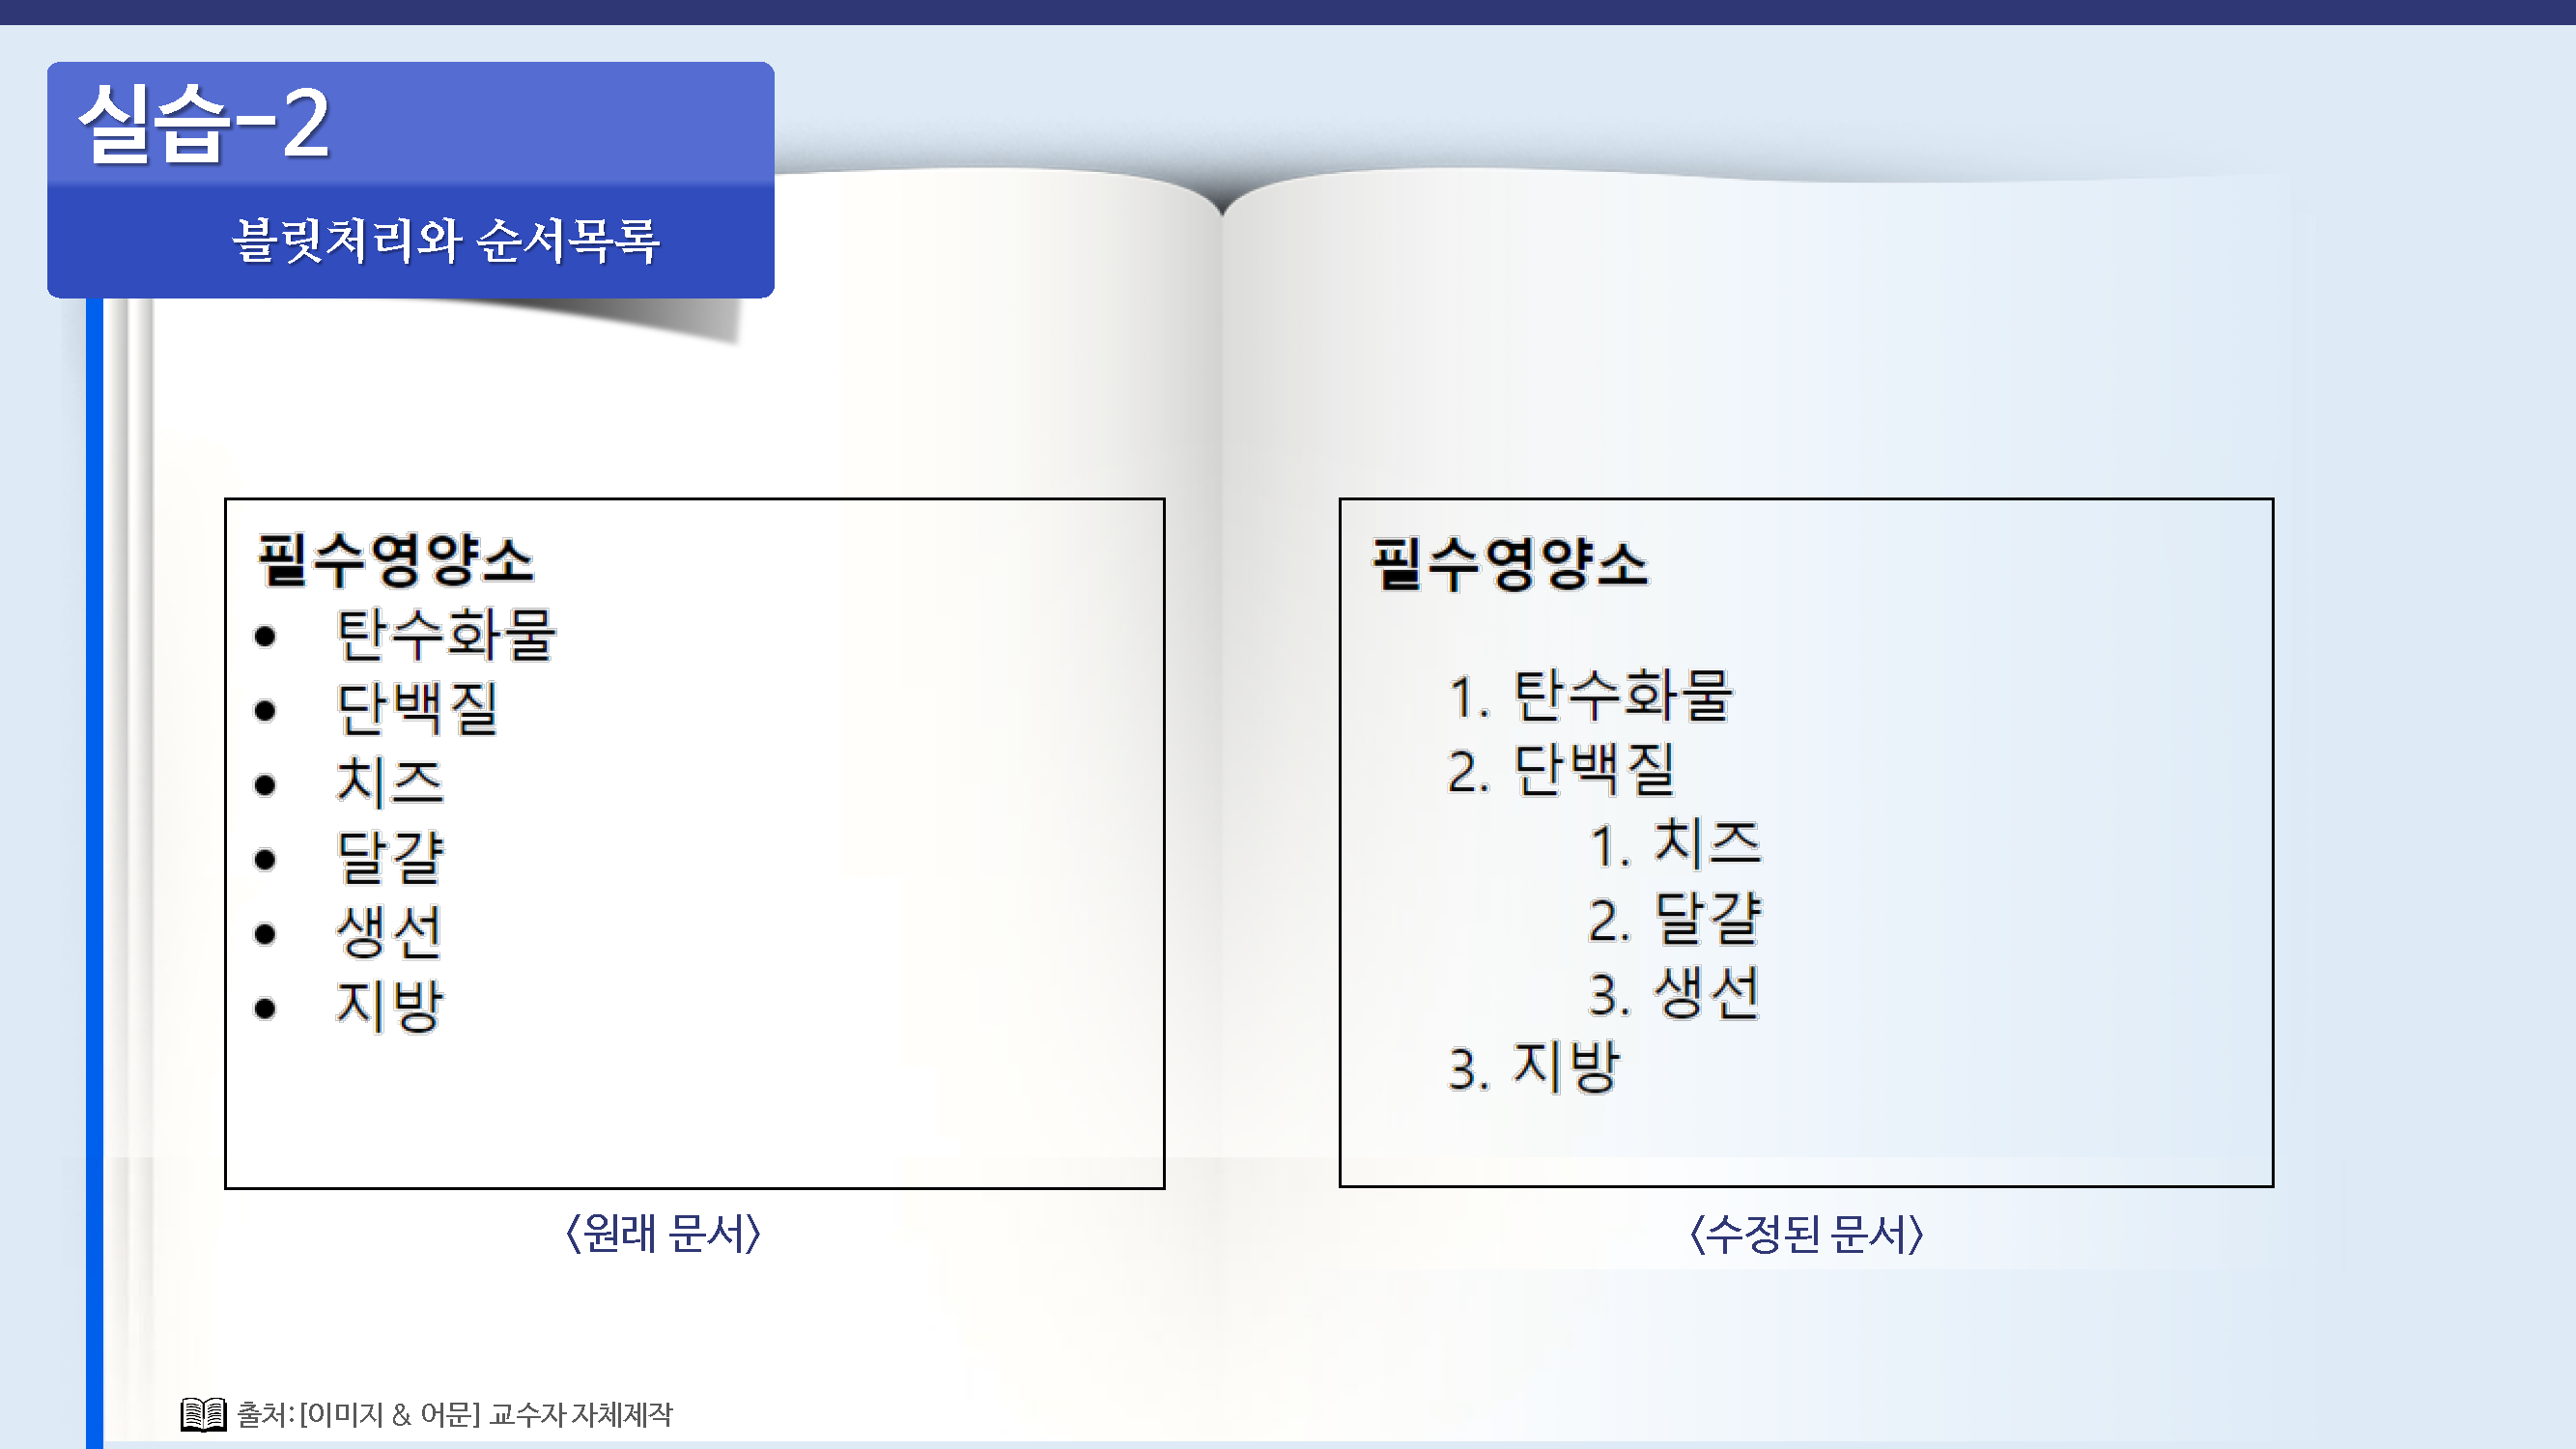 실습-2
블릿처리와 순서목록
필수영양소
• 탄수화물
• 단백질
• 치즈
• 달걀
• 생선
• 지방
<원래 문서>
필수영양소
1. 탄수화물
2. 단백질
1. 치즈
2. 달걀
3. 생선
3. 지방
<수정된 문서>
출처: [이미지 & 어문] 교수자 자체제작